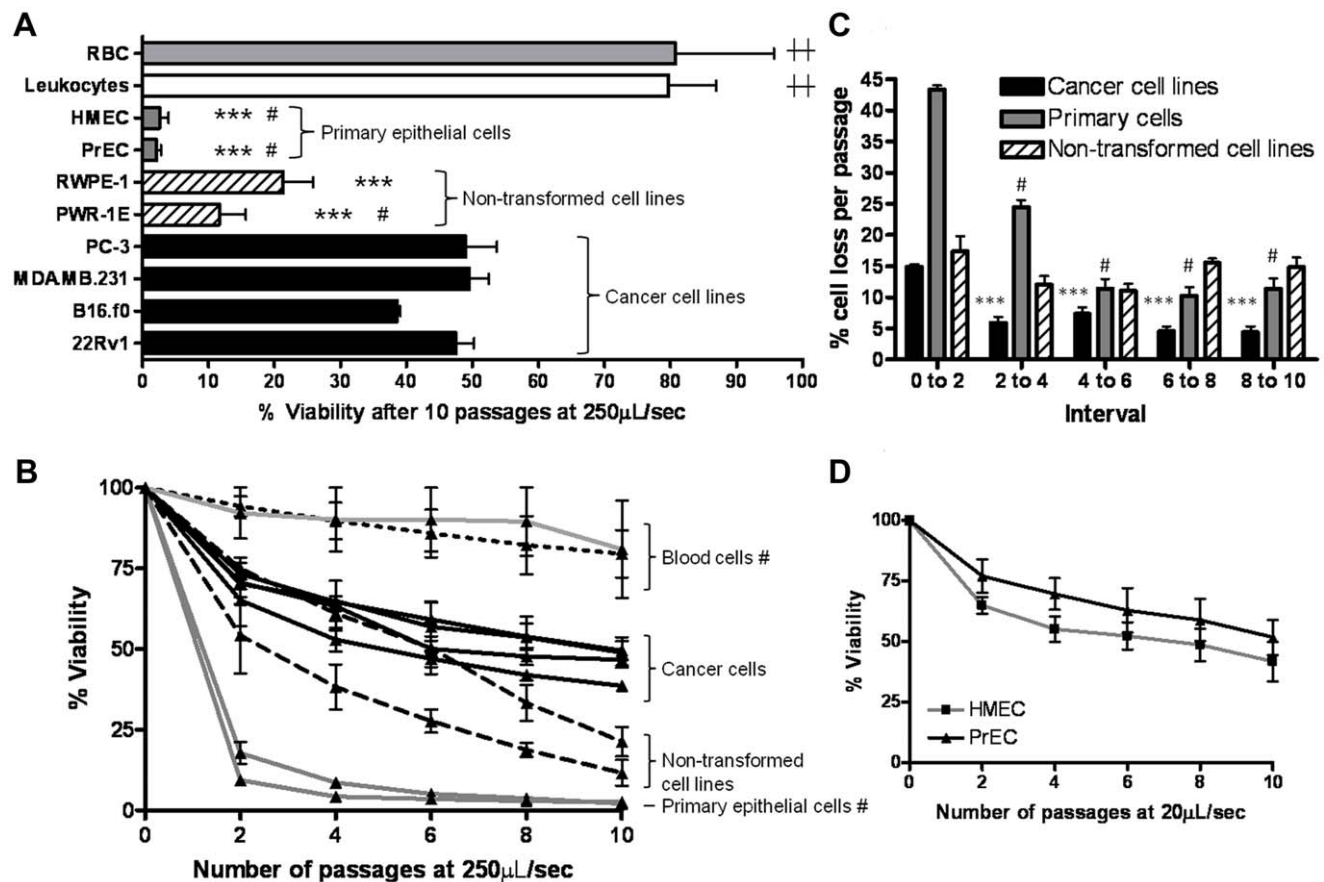 A
RBC
Leukocytes
HMEC
PrEC
RWPE-1
PWR-1E
PC-3
MDAMB.231
B16.f0
22Rv1
‡
‡
*** #
*** #
***
*** #
Primary epithelial cells
Non-transformed cell lines
Cancer cell lines
0 10 20 30 40 50 60 70 80 90 100
% Viability after 10 passages at 250µL/sec
C
% cell loss per passage
45
40
35
30
25
20
15
10
5
0
Cancer cell lines
Primary cells
Non-transformed cell lines
*** # *** # *** # *** #
0 to 2 2 to 4 4 to 6 6 to 8 8 to 10
Interval
B
% Viability
100
75
50
25
0
Blood cells #
Cancer cells
Non-transformed
cell lines
Primary epithelial cells #
0 2 4 6 8 10
Number of passages at 250µL/sec
D
% Viability
100
75
50
25
0
HMEC
PrEC
0 2 4 6 8 10
Number of passages at 20µL/sec